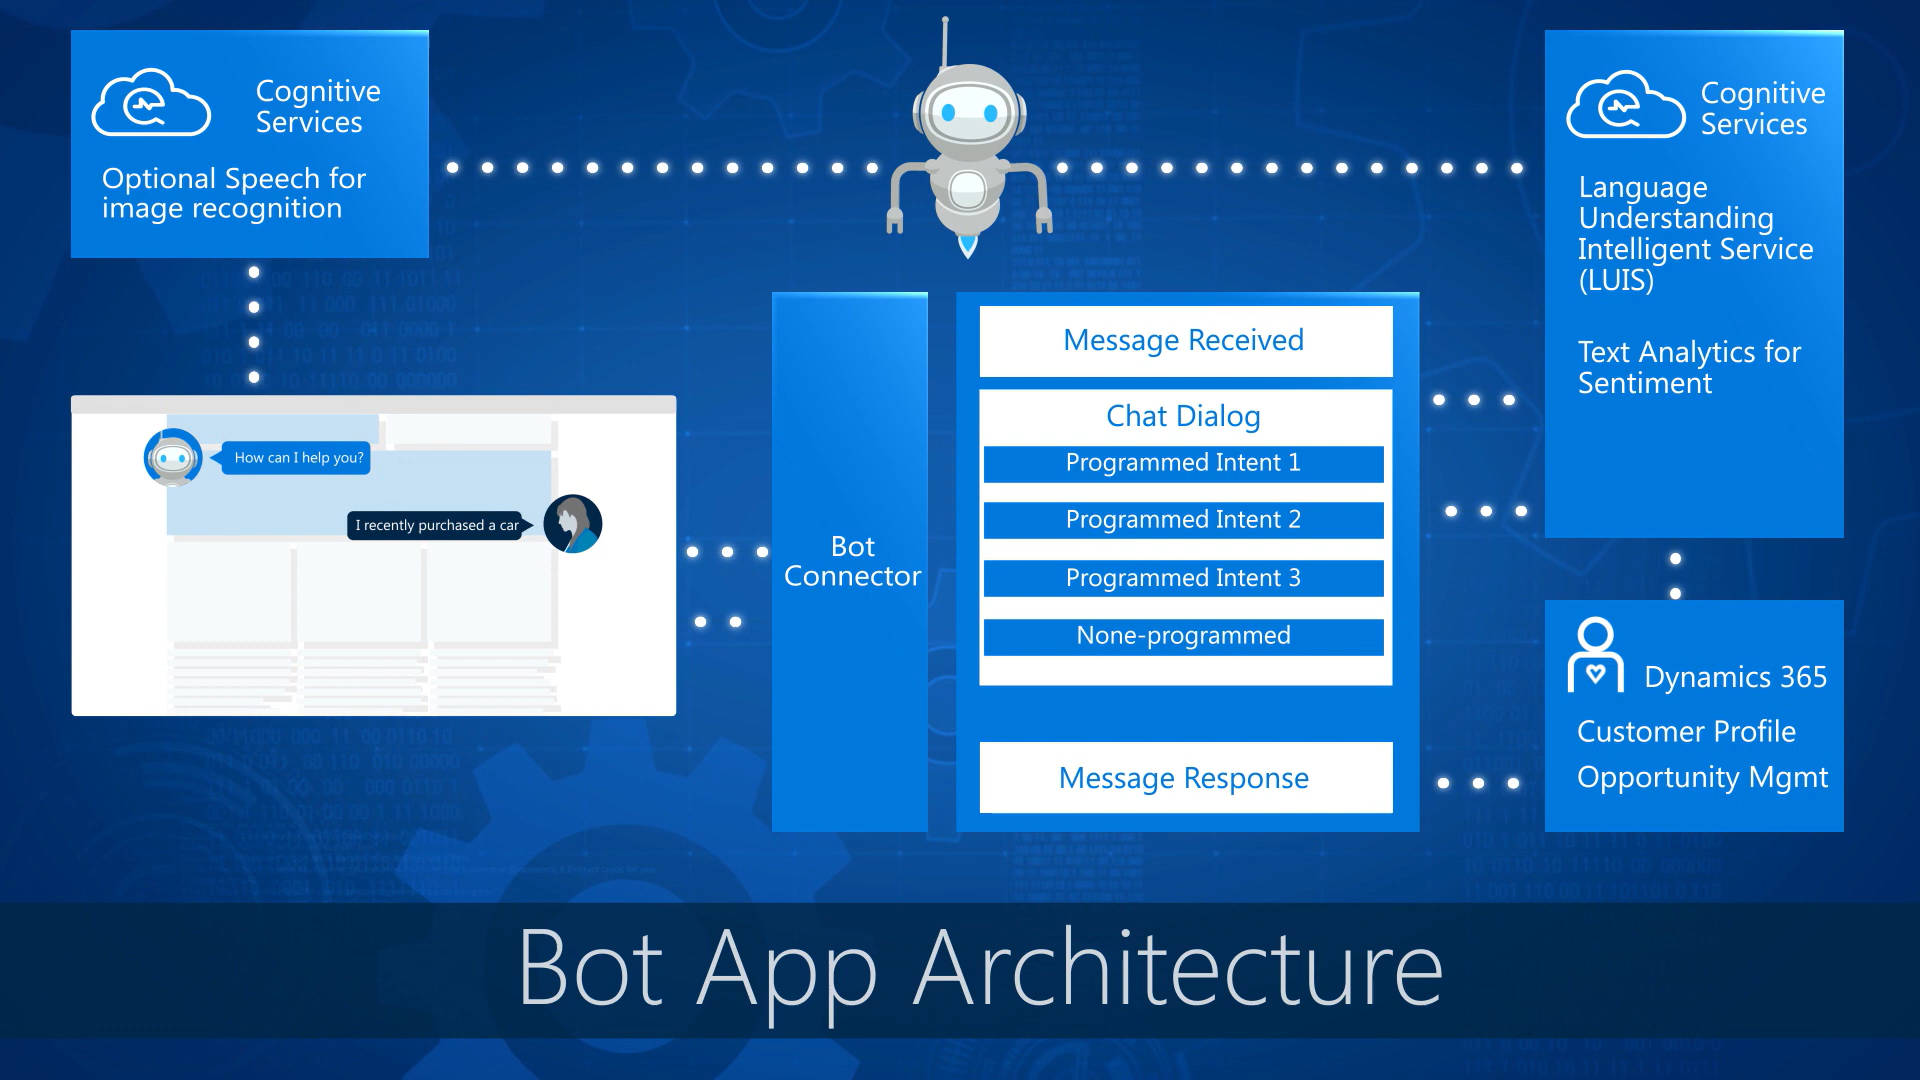 Cognitive
Services
Optional Speech for
image recognition
How can I help you?
I recently purchased a car
Bot
Connector
Message Received
Chat Dialog
Programmed Intent 1
Programmed Intent 2
Programmed Intent 3
None-programmed
Message Response
Cognitive
Services
Language
Understanding
Intelligent Service
(LUIS)
Text Analytics for
Sentiment
Dynamics 365
Customer Profile
Opportunity Mgmt
Bot App Architecture